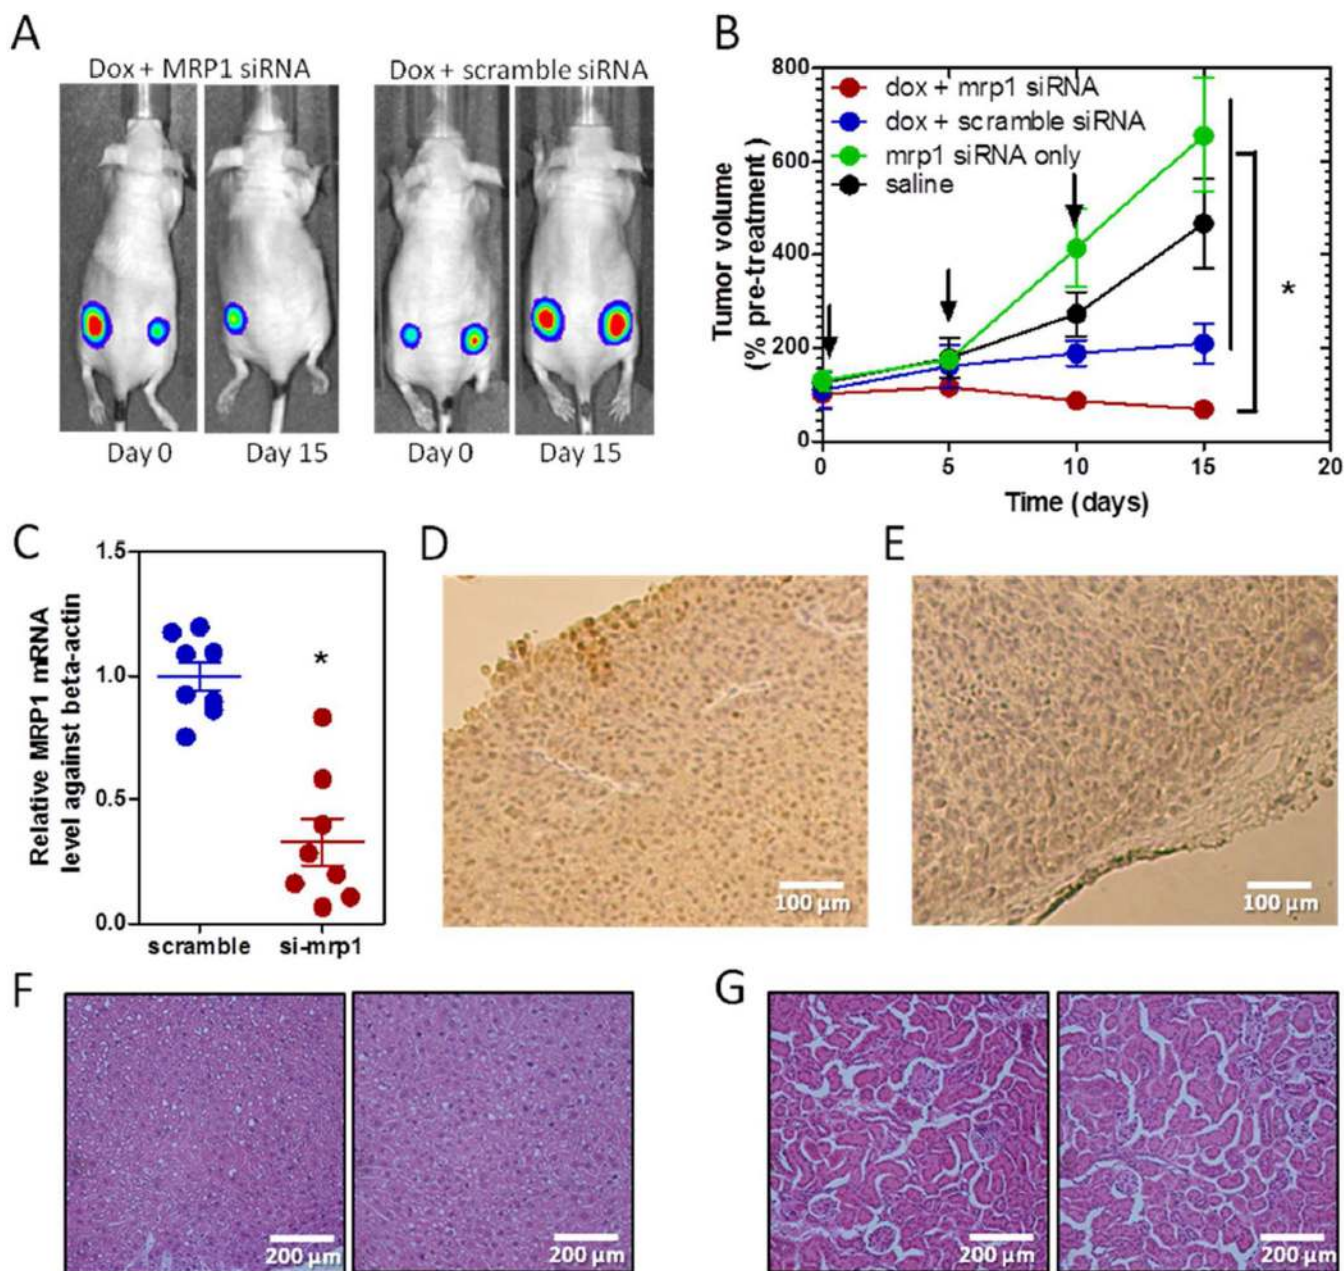 A
Dox + MRP1 siRNA
Dox + scramble siRNA
Day 0
Day 15
Day 0
Day 15
B
800
600
400
200
0
dox + mrp1 siRNA
dox + scramble siRNA
mrp1 siRNA only
saline
*
Tumor volume
(% pre-treatment )
0
5
10
15
20
Time (days)
C
1.5
1.0
0.5
0.0
Relative MRP1 mRNA
level against beta-actin
*
scramble
si-mrp1
D
100 µm
E
100 µm
F
200 µm
200 µm
G
200 µm
200 µm